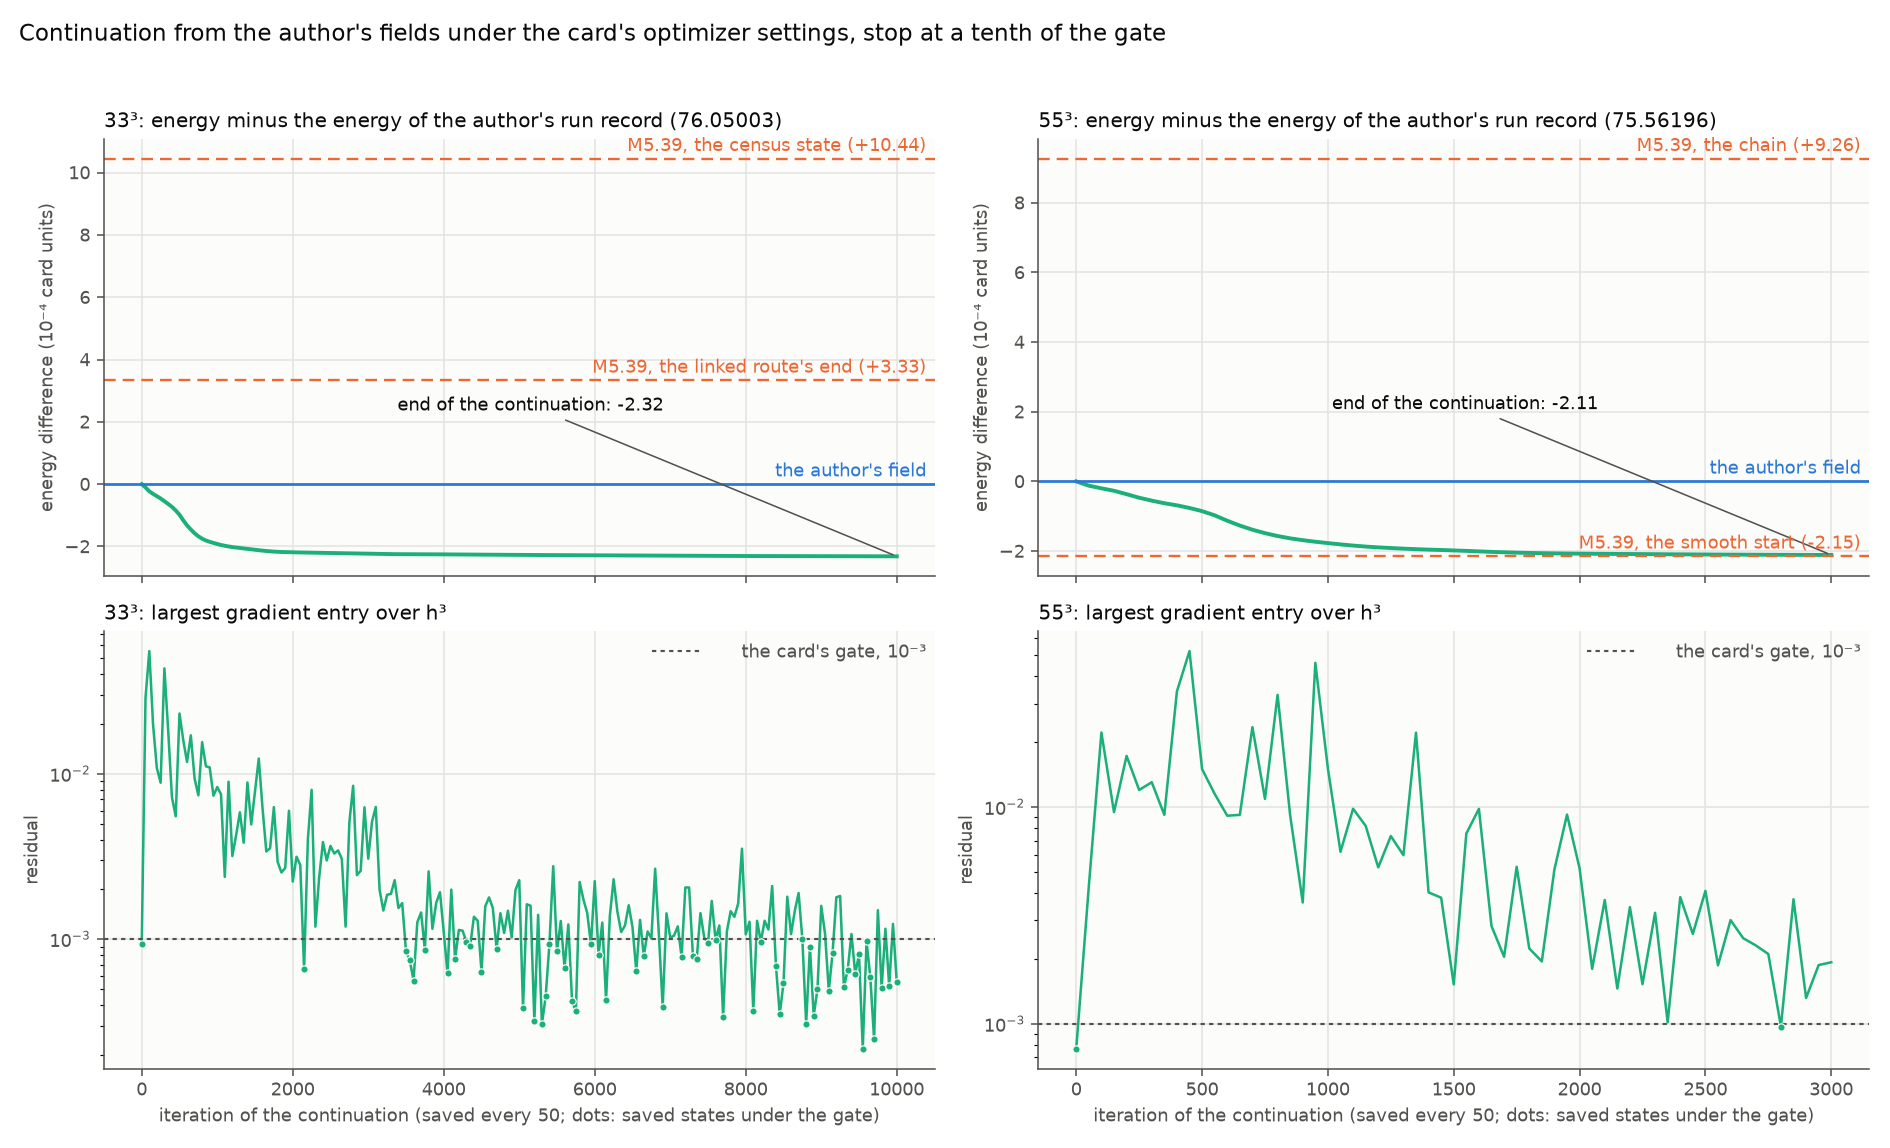 Continuation from the author's fields under the card's optimizer settings, stop at a tenth of the gate
33³: energy minus the energy of the author's run record (76.05003)
energy difference (10⁻⁴ card units)
10
8
6
4
2
0
−2
M5.39, the census state (+10.44)
M5.39, the linked route's end (+3.33)
end of the continuation: -2.32
the author's field
55³: energy minus the energy of the author's run record (75.56196)
energy difference (10⁻⁴ card units)
8
6
4
2
0
−2
M5.39, the chain (+9.26)
end of the continuation: -2.11
the author's field
M5.39, the smooth start (-2.15)
33³: largest gradient entry over h³
residual
10⁻²
10⁻³
the card's gate, 10⁻³
0 2000 4000 6000 8000 10000
iteration of the continuation (saved every 50; dots: saved states under the gate)
55³: largest gradient entry over h³
residual
10⁻²
10⁻³
the card's gate, 10⁻³
0 500 1000 1500 2000 2500 3000
iteration of the continuation (saved every 50; dots: saved states under the gate)